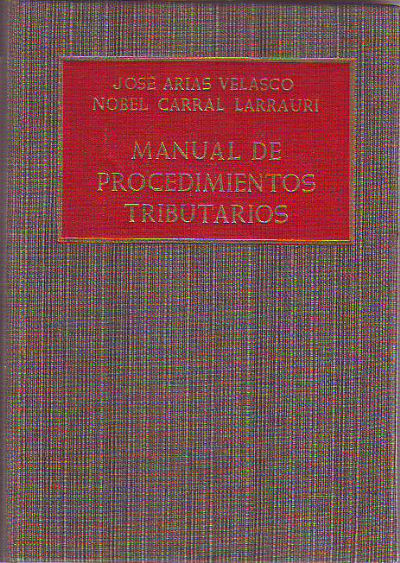 JOSÉ ARIAS VELASCO
NOBEL CARRAL LARRAURI
MANUAL DE
PROCEDIMIENTOS
TRIBUTARIOS